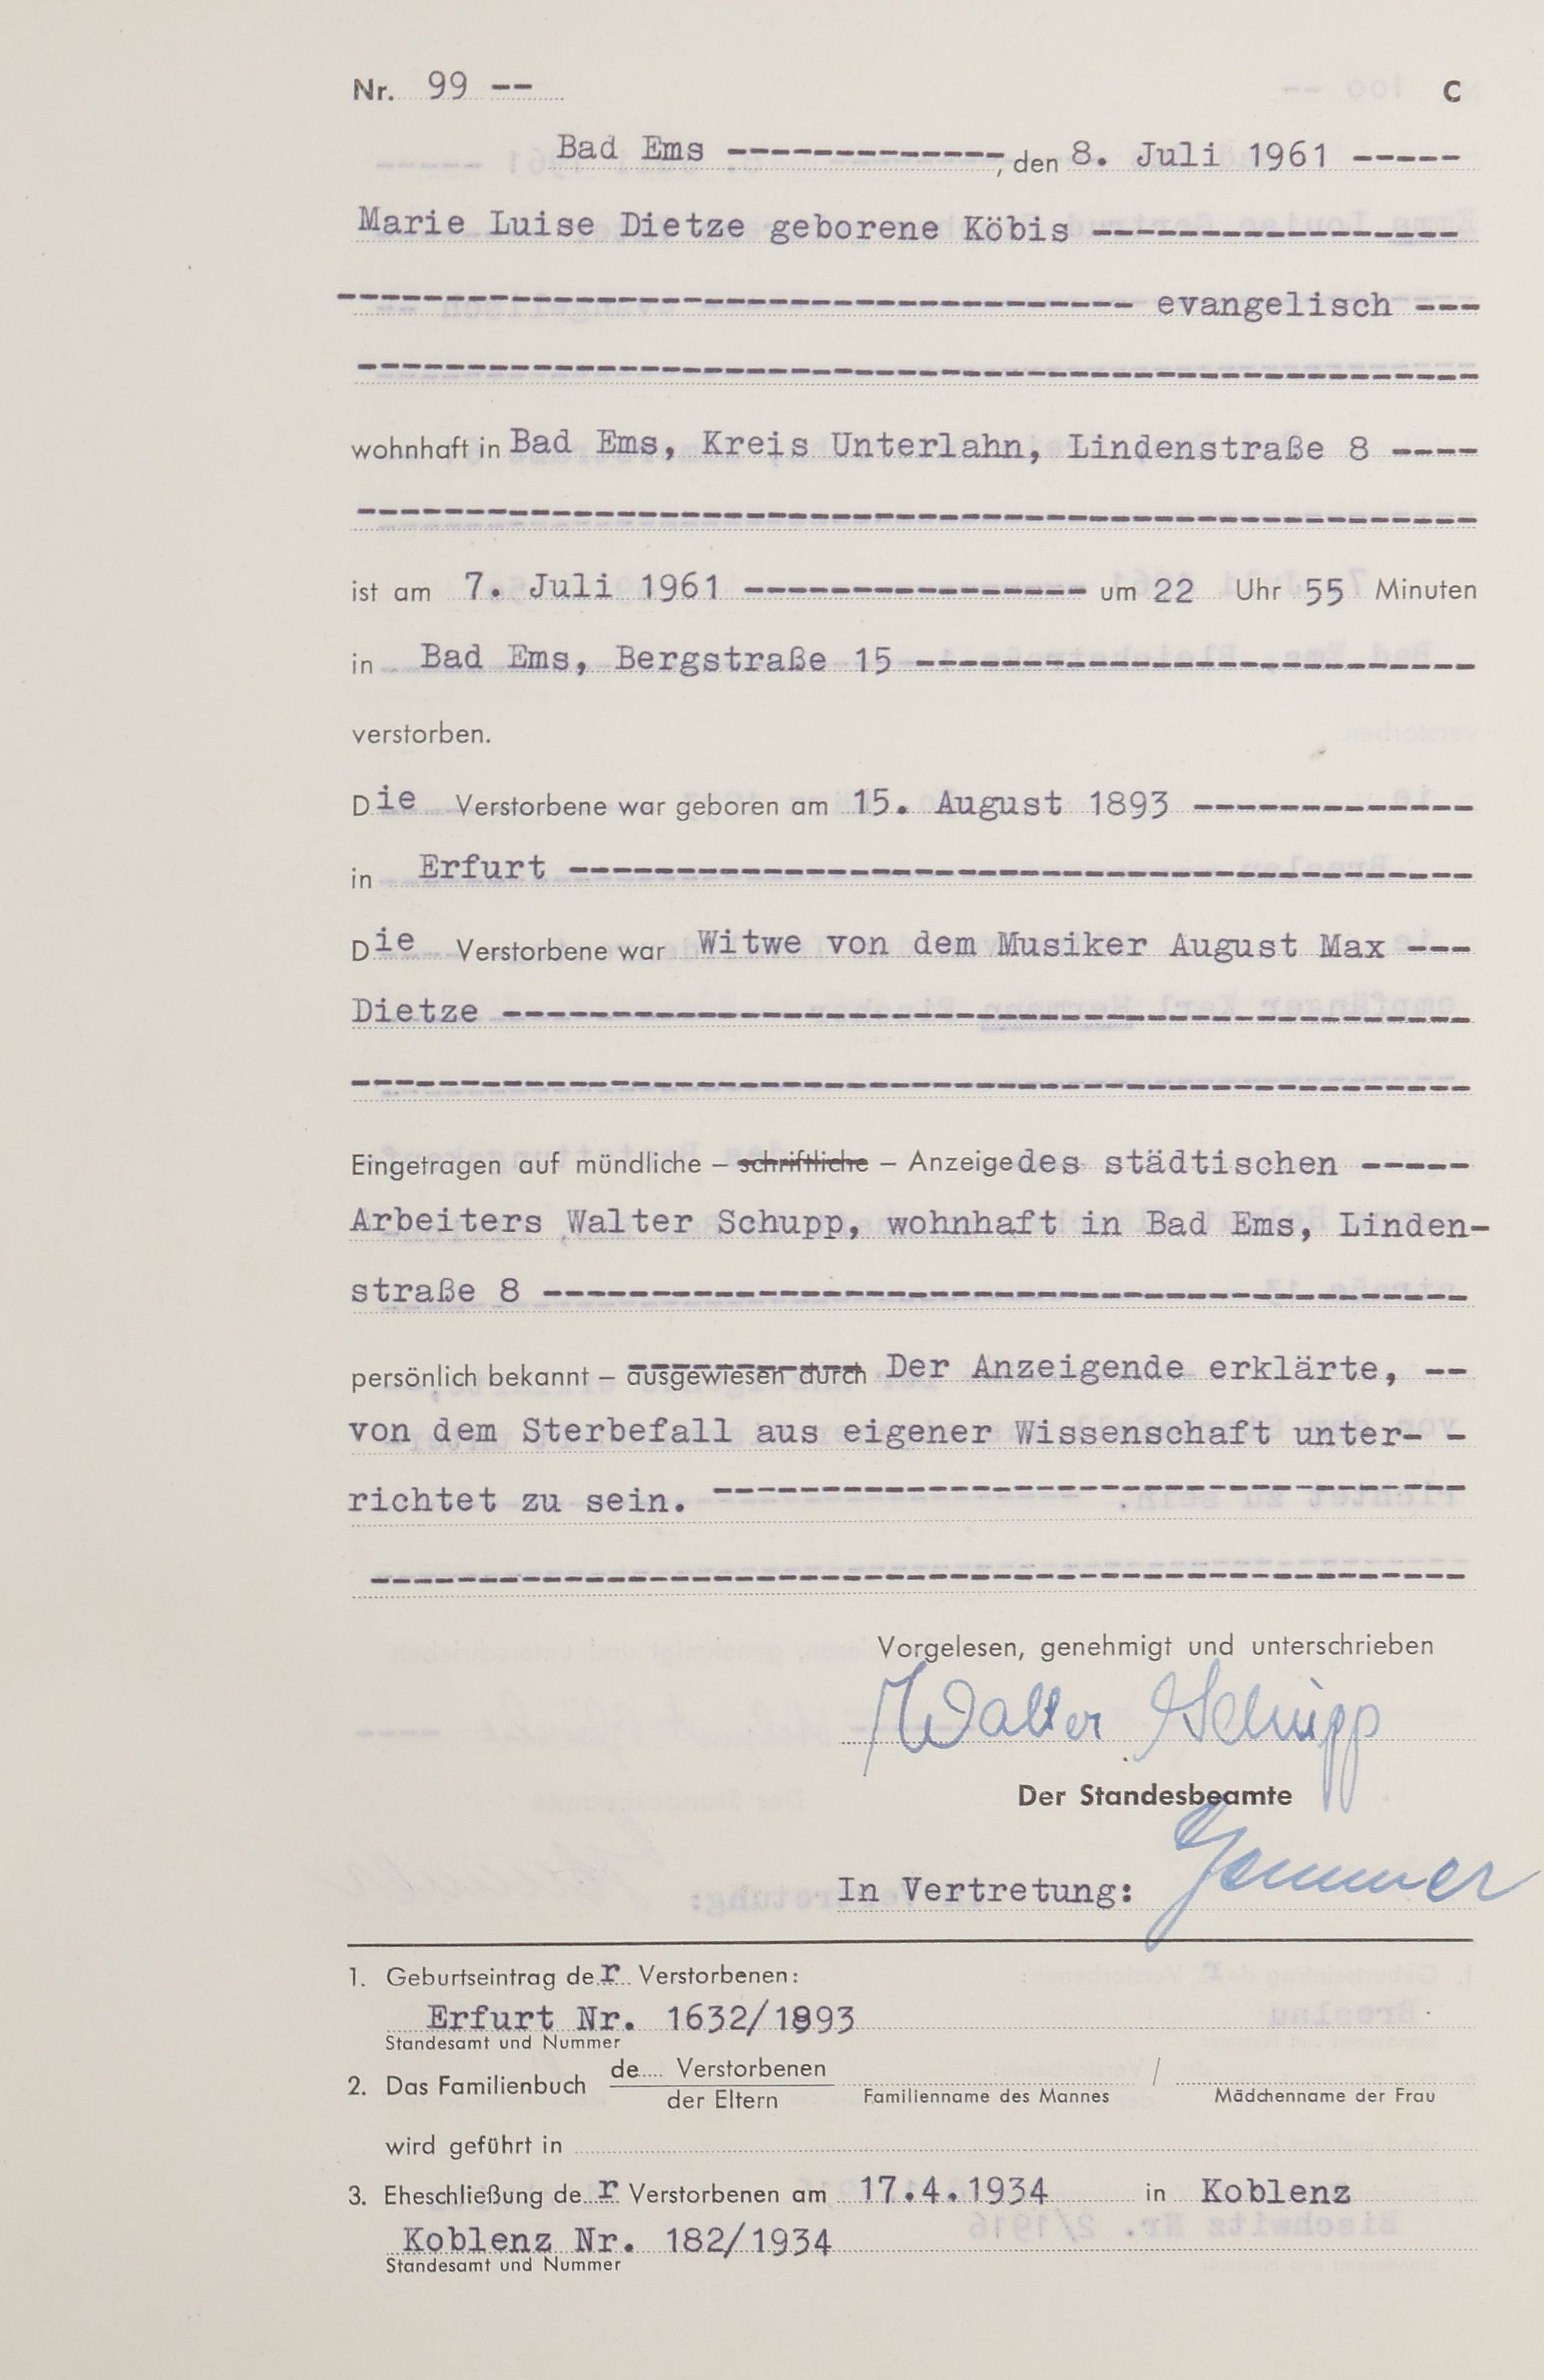 Nr. 99 -- C
Bad Ems -------------, den 8. Juli 1961 -----
Marie Luise Dietze geborene Köbis -----------------
------------------------------------- evangelisch ---
----------------------------------------------------
wohnhaft in Bad Ems, Kreis Unterlahn, Lindenstraße 8 ----
----------------------------------------------------
ist am 7. Juli 1961 ---------------- um 22 Uhr 55 Minuten
in Bad Ems, Bergstraße 15 --------------------------
verstorben.
Die Verstorbene war geboren am 15. August 1893 -------------
in Erfurt ------------------------------------------
Die Verstorbene war Witwe von dem Musiker August Max ---
Dietze ---------------------------------------------
----------------------------------------------------
Eingetragen auf mündliche – schriftliche – Anzeige des städtischen -----
Arbeiters Walter Schupp, wohnhaft in Bad Ems, Linden-
straße 8 -------------------------------------------
persönlich bekannt – ausgewiesen durch Der Anzeigende erklärte, --
von dem Sterbefall aus eigener Wissenschaft unter- -
richtet zu sein. -----------------------------------
---------------------------------------------------
Vorgelesen, genehmigt und unterschrieben
Walter Schupp
Der Standesbeamte
In Vertretung: Gemmer
1. Geburtseintrag der Verstorbenen:
Erfurt Nr. 1632/1893
Standesamt und Nummer
2. Das Familienbuch de.... Verstorbenen /
der Eltern Familienname des Mannes Mädchenname der Frau
wird geführt in
3. Eheschließung der Verstorbenen am 17.4.1934 in Koblenz
Koblenz Nr. 182/1934
Standesamt und Nummer